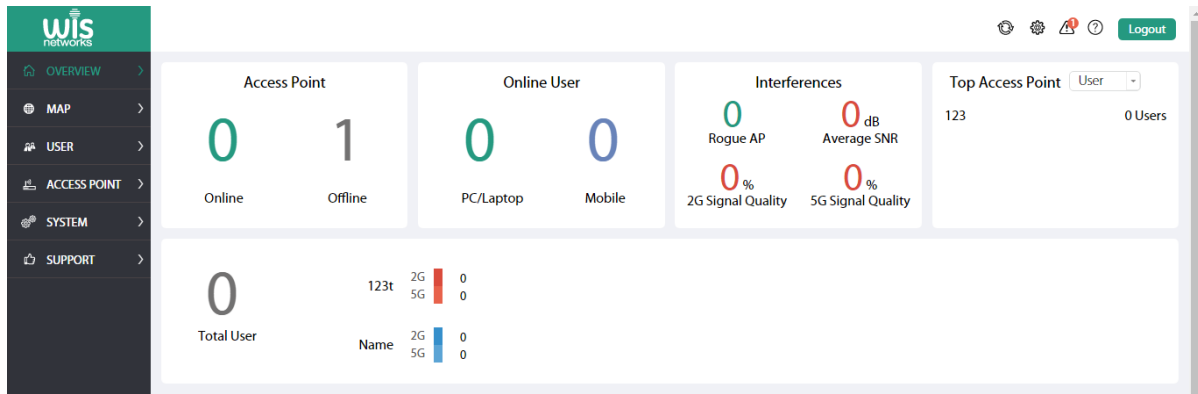 wis
networks
1
Logout
OVERVIEW
MAP
USER
ACCESS POINT
SYSTEM
SUPPORT
Access Point
0 1
Online Offline
Online User
0 0
PC/Laptop Mobile
Interferences
0 0 dB
Rogue AP Average SNR
0 % 0 %
2G Signal Quality 5G Signal Quality
Top Access Point User
123 0 Users
0
Total User
123t 2G 0
5G 0
Name 2G 0
5G 0